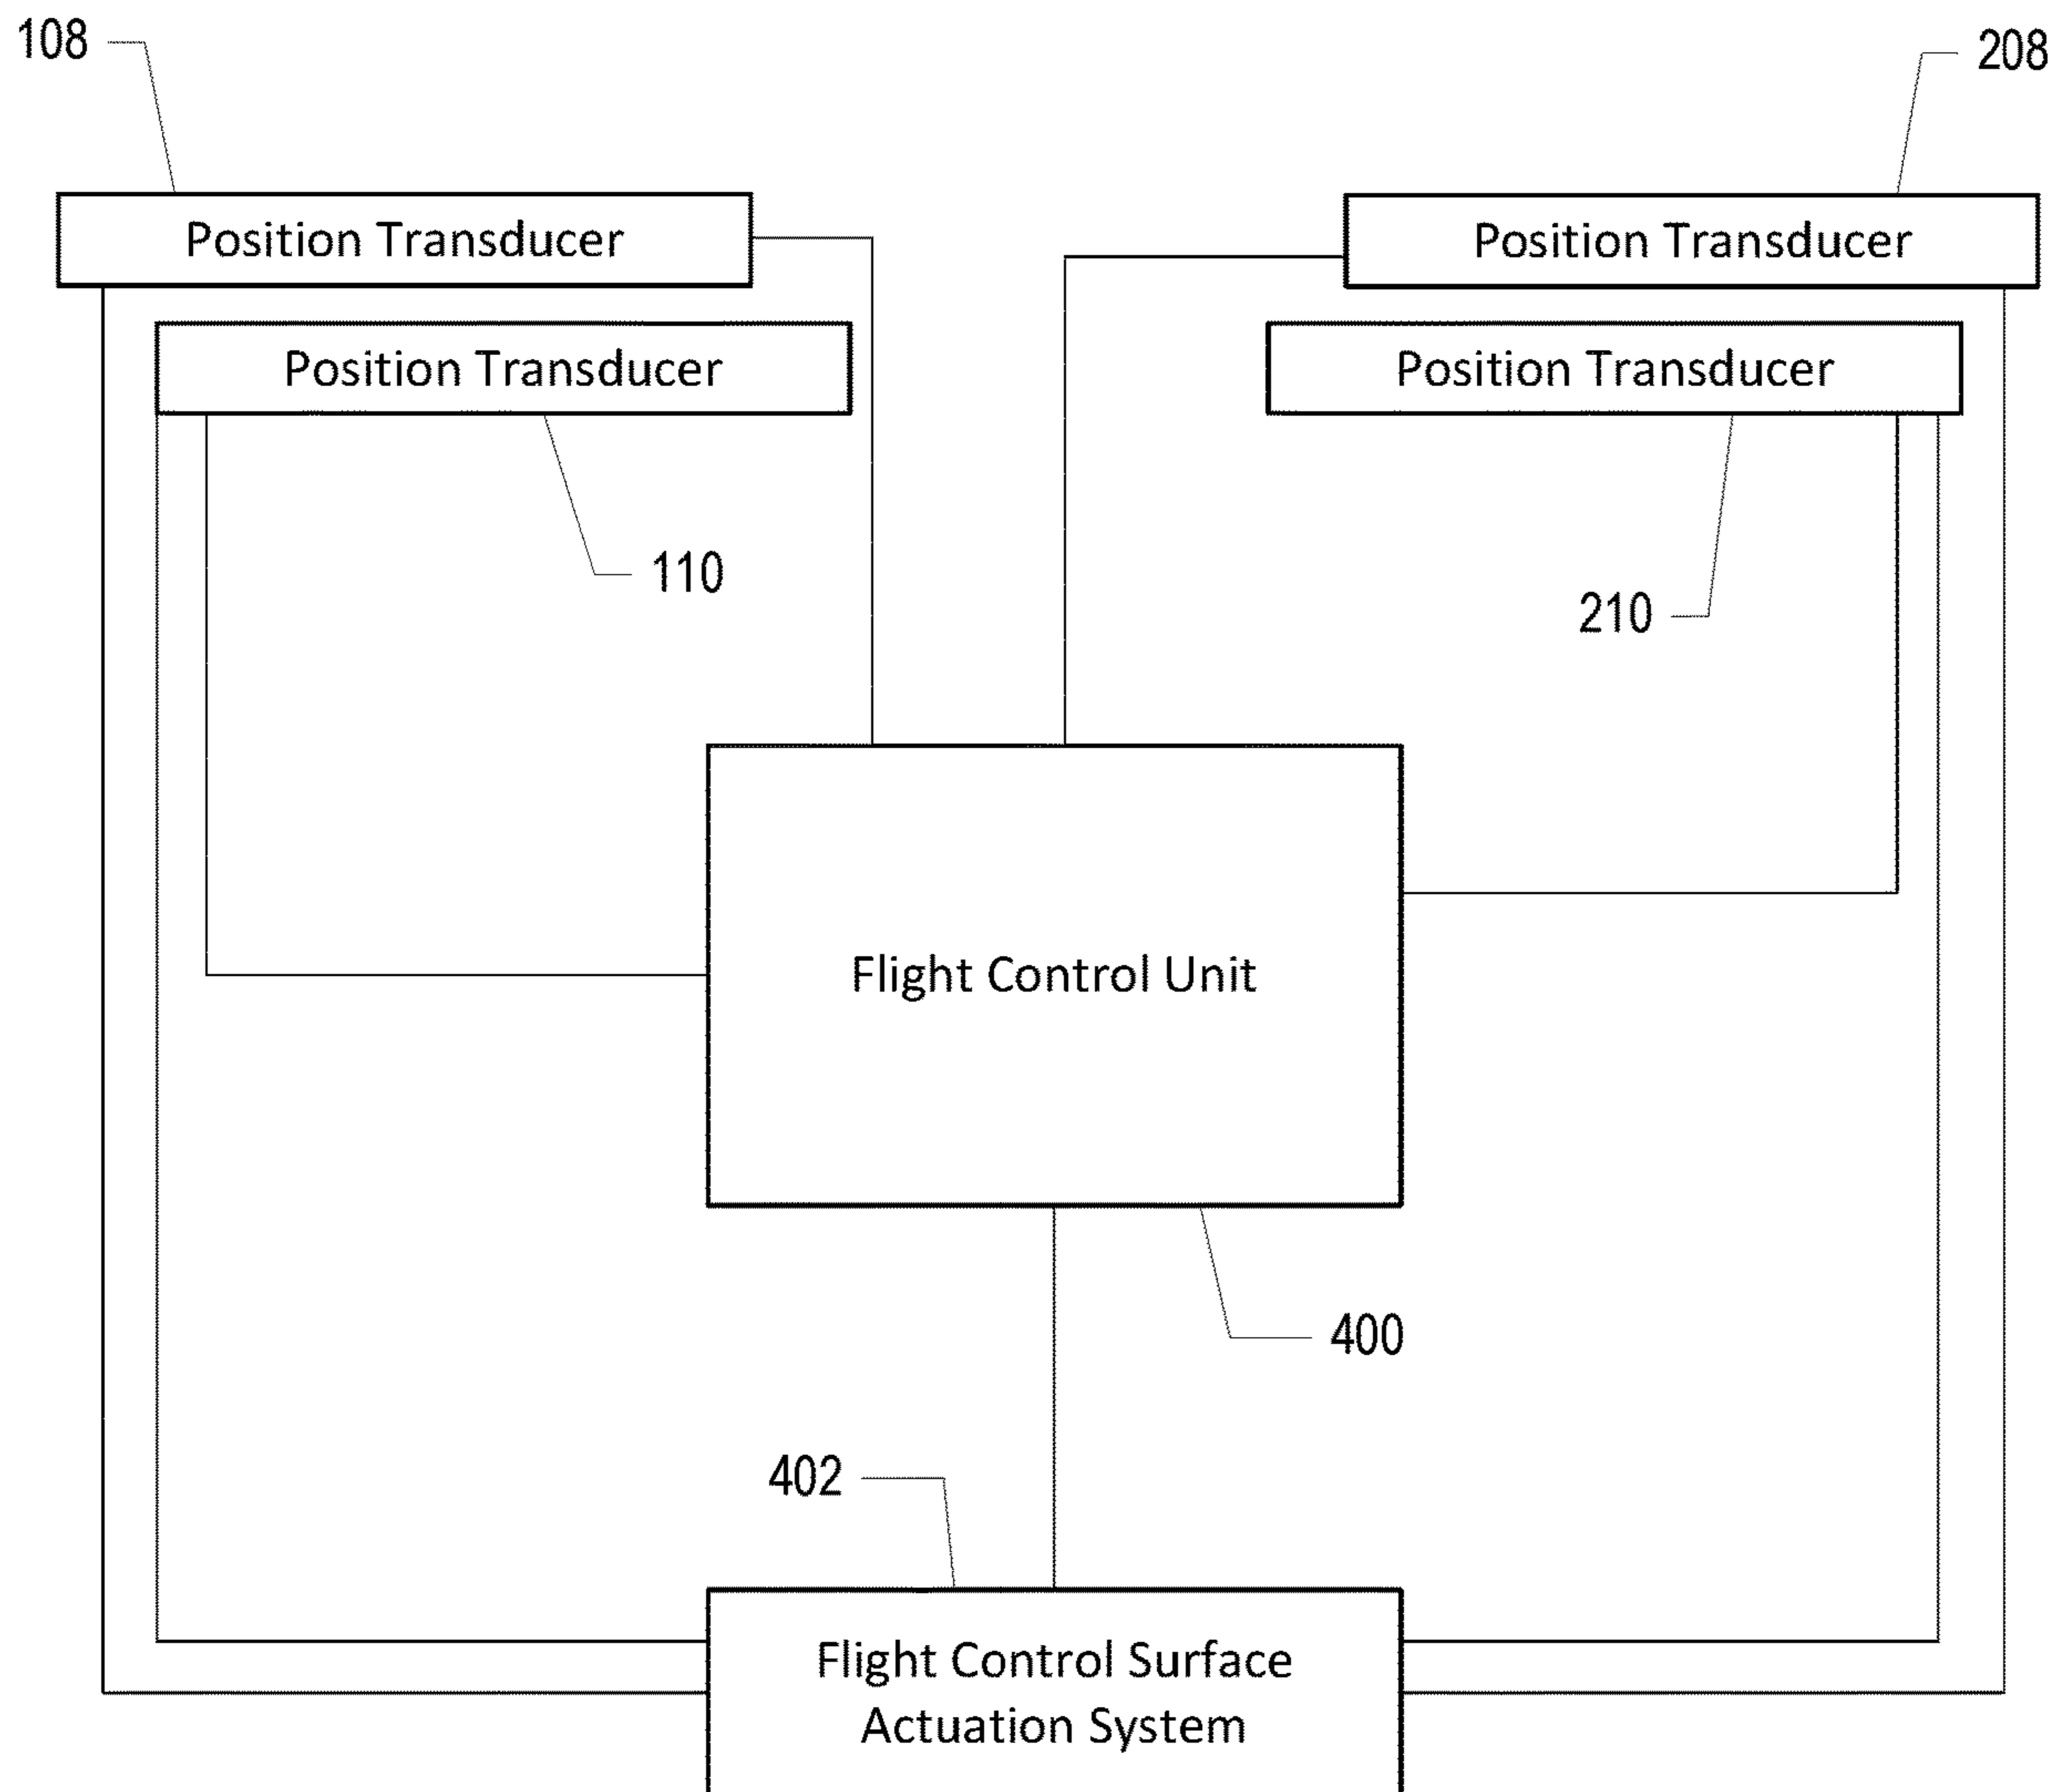 108
208
Position Transducer
Position Transducer
Position Transducer
Position Transducer
110
210
Flight Control Unit
400
402
Flight Control Surface
Actuation System